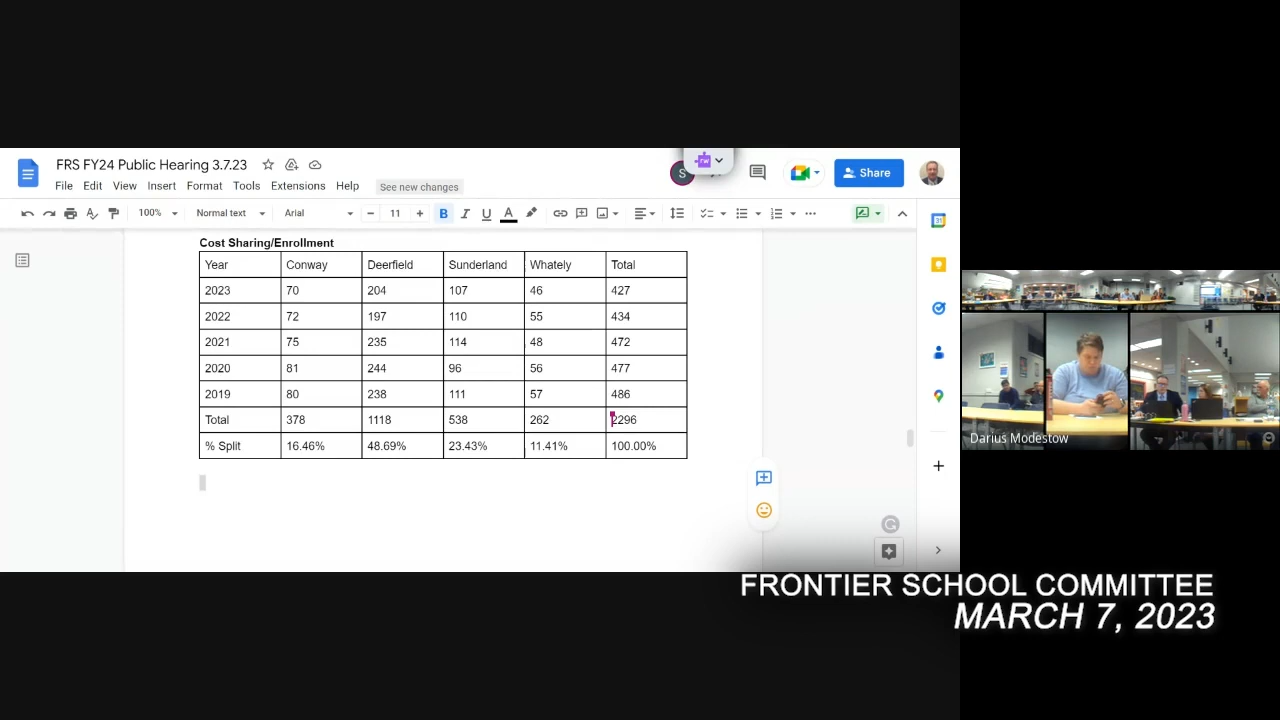 FRS FY24 Public Hearing 3.7.23
File Edit View Insert Format Tools Extensions Help See new changes
S
rw
Share
100% Normal text Arial 11 B I U A
31
Cost Sharing/Enrollment
Year Conway Deerfield Sunderland Whately Total
2023 70 204 107 46 427
2022 72 197 110 55 434
2021 75 235 114 48 472
2020 81 244 96 56 477
2019 80 238 111 57 486
Total 378 1118 538 262 2296
% Split 16.46% 48.69% 23.43% 11.41% 100.00%
Darius Modestow
FRONTIER SCHOOL COMMITTEE
MARCH 7, 2023